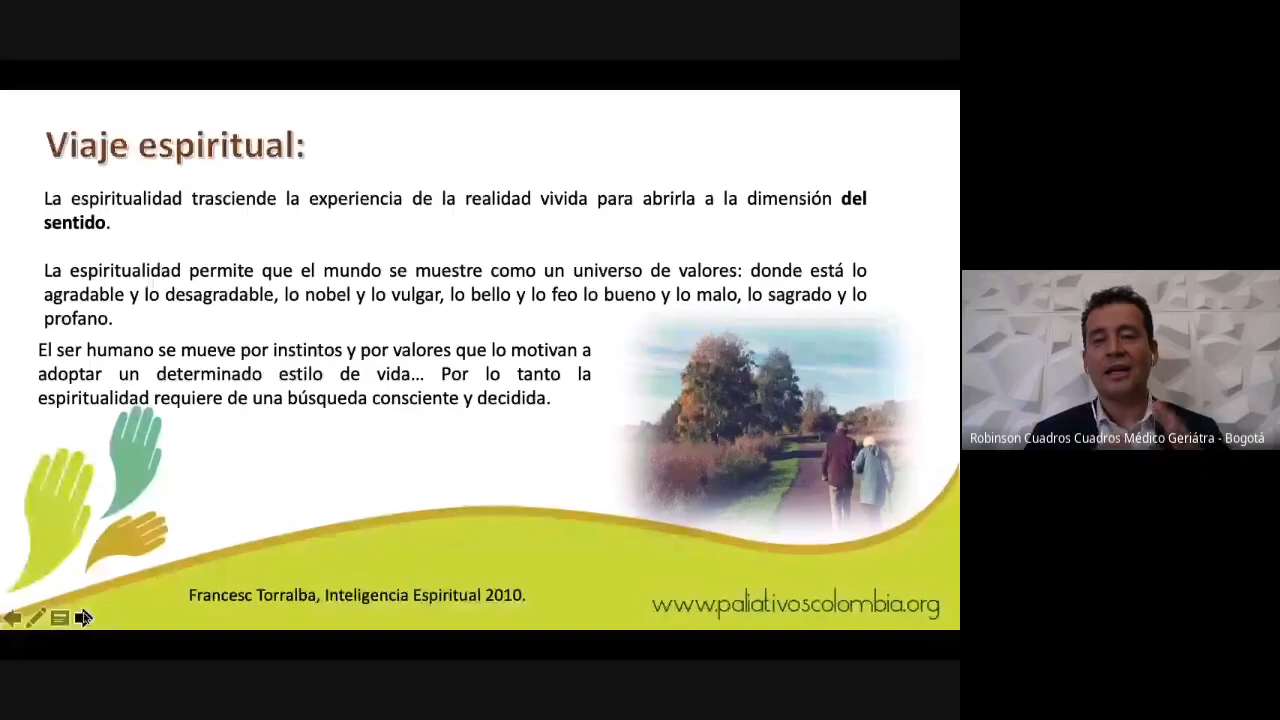 Viaje espiritual:
La espiritualidad trasciende la experiencia de la realidad vivida para abrirla a la dimensión del
sentido.
La espiritualidad permite que el mundo se muestre como un universo de valores: donde está lo
agradable y lo desagradable, lo nobel y lo vulgar, lo bello y lo feo lo bueno y lo malo, lo sagrado y lo
profano.
El ser humano se mueve por instintos y por valores que lo motivan a
adoptar un determinado estilo de vida... Por lo tanto la
espiritualidad requiere de una búsqueda consciente y decidida.
Francesc Torralba, Inteligencia Espiritual 2010.
www.paliativoscolombia.org
Robinson Cuadros Cuadros Médico Geriátra - Bogotá